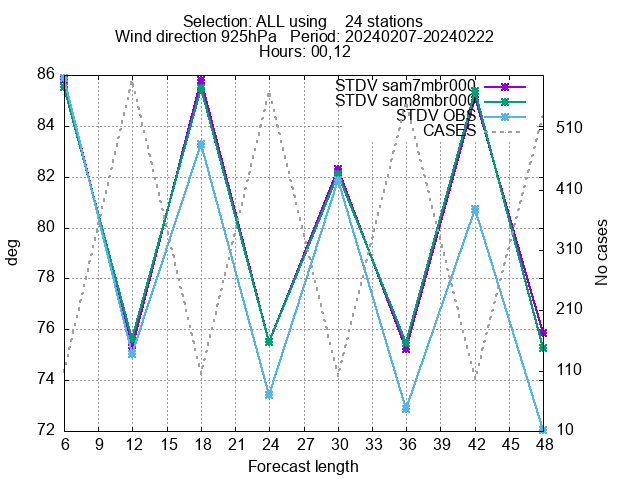 Selection: ALL using    24 stations
Wind direction 925hPa   Period: 20240207-20240222
Hours: 00,12
STDV sam7mbr000
STDV sam8mbr000
STDV OBS
CASES
86
84
82
80
78
76
74
72
deg
510
410
310
210
110
10
No cases
6 9 12 15 18 21 24 27 30 33 36 39 42 45 48
Forecast length